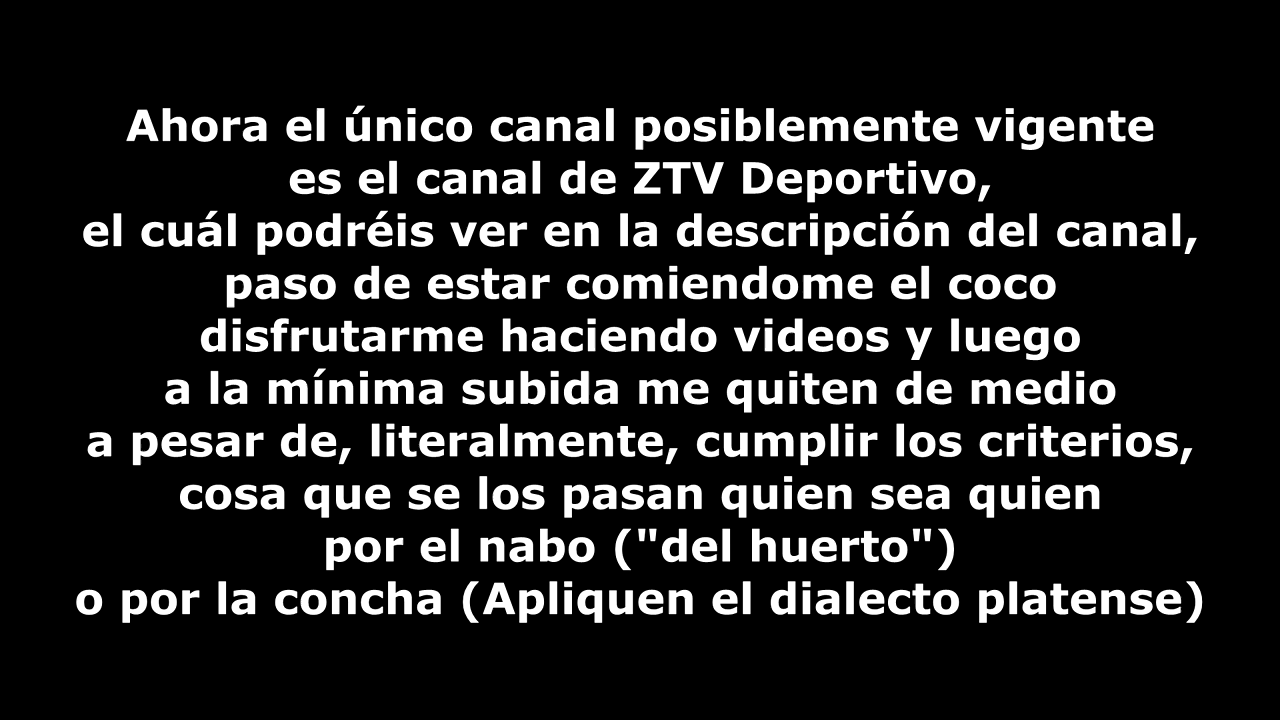 Ahora el único canal posiblemente vigente
es el canal de ZTV Deportivo,
el cuál podréis ver en la descripción del canal,
paso de estar comiendome el coco
disfrutarme haciendo videos y luego
a la mínima subida me quiten de medio
a pesar de, literalmente, cumplir los criterios,
cosa que se los pasan quien sea quien
por el nabo ("del huerto")
o por la concha (Apliquen el dialecto platense)